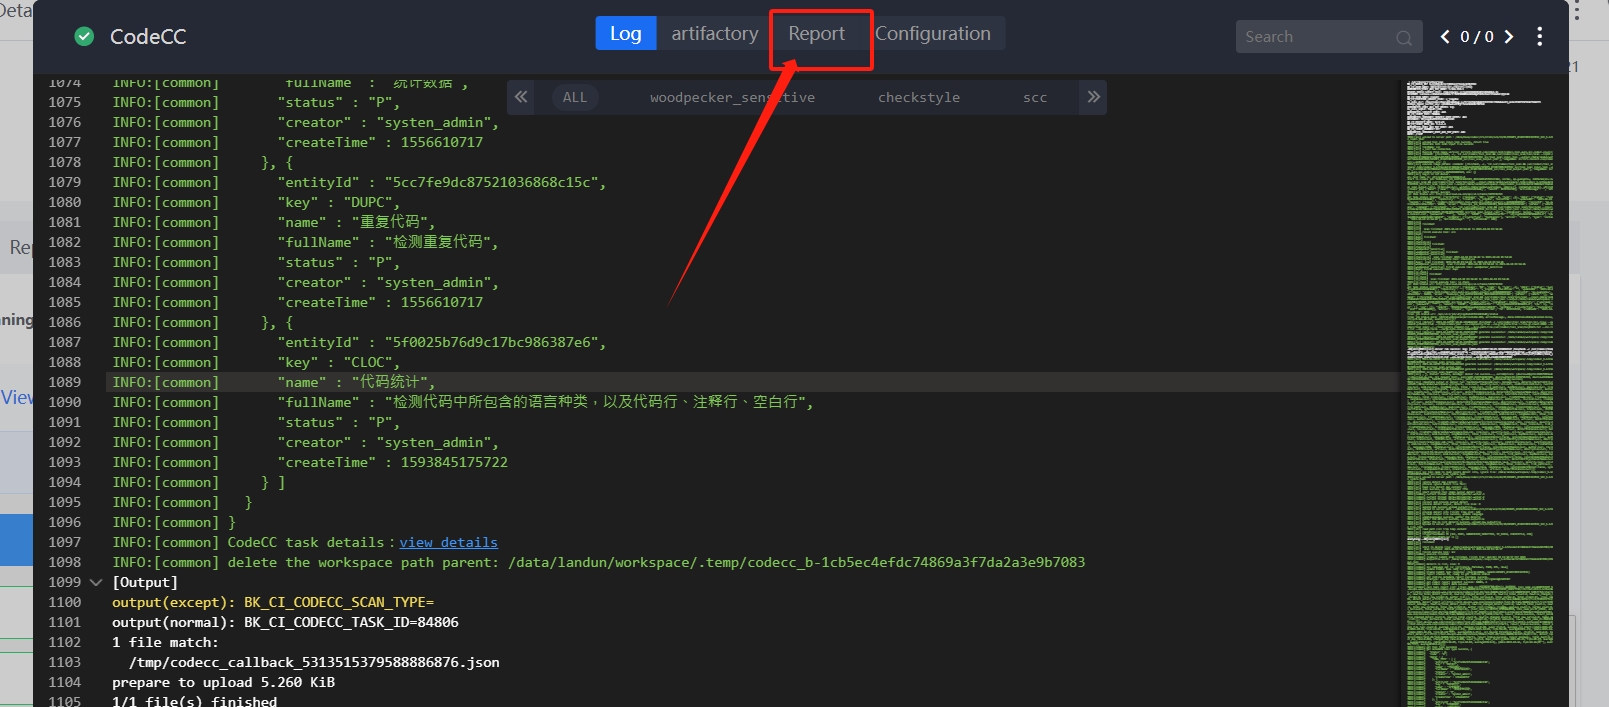 Deta
CodeCC
Log
artifactory
Report
Configuration
Search
0 / 0
21
ALL
woodpecker_sensitive
checkstyle
scc
Rep
nning
View
1074 INFO:[common] "fullName" : "统计数据",
1075 INFO:[common] "status" : "P",
1076 INFO:[common] "creator" : "systen_admin",
1077 INFO:[common] "createTime" : 1556610717
1078 INFO:[common] }, {
1079 INFO:[common] "entityId" : "5cc7fe9dc87521036868c15c",
1080 INFO:[common] "key" : "DUPC",
1081 INFO:[common] "name" : "重复代码",
1082 INFO:[common] "fullName" : "检测重复代码",
1083 INFO:[common] "status" : "P",
1084 INFO:[common] "creator" : "systen_admin",
1085 INFO:[common] "createTime" : 1556610717
1086 INFO:[common] }, {
1087 INFO:[common] "entityId" : "5f0025b76d9c17bc986387e6",
1088 INFO:[common] "key" : "CLOC",
1089 INFO:[common] "name" : "代码统计",
1090 INFO:[common] "fullName" : "检测代码中所包含的语言种类，以及代码行、注释行、空白行",
1091 INFO:[common] "status" : "P",
1092 INFO:[common] "creator" : "systen_admin",
1093 INFO:[common] "createTime" : 1593845175722
1094 INFO:[common] } ]
1095 INFO:[common] }
1096 INFO:[common] }
1097 INFO:[common] CodeCC task details：view details
1098 INFO:[common] delete the workspace path parent: /data/landun/workspace/.temp/codecc_b-1cb5ec4efdc74869a3f7da2a3e9b7083
1099 [Output]
1100 output(except): BK_CI_CODECC_SCAN_TYPE=
1101 output(normal): BK_CI_CODECC_TASK_ID=84806
1102 1 file match:
1103 /tmp/codecc_callback_5313515379588886876.json
1104 prepare to upload 5.260 KiB
1105 1/1 file(s) finished